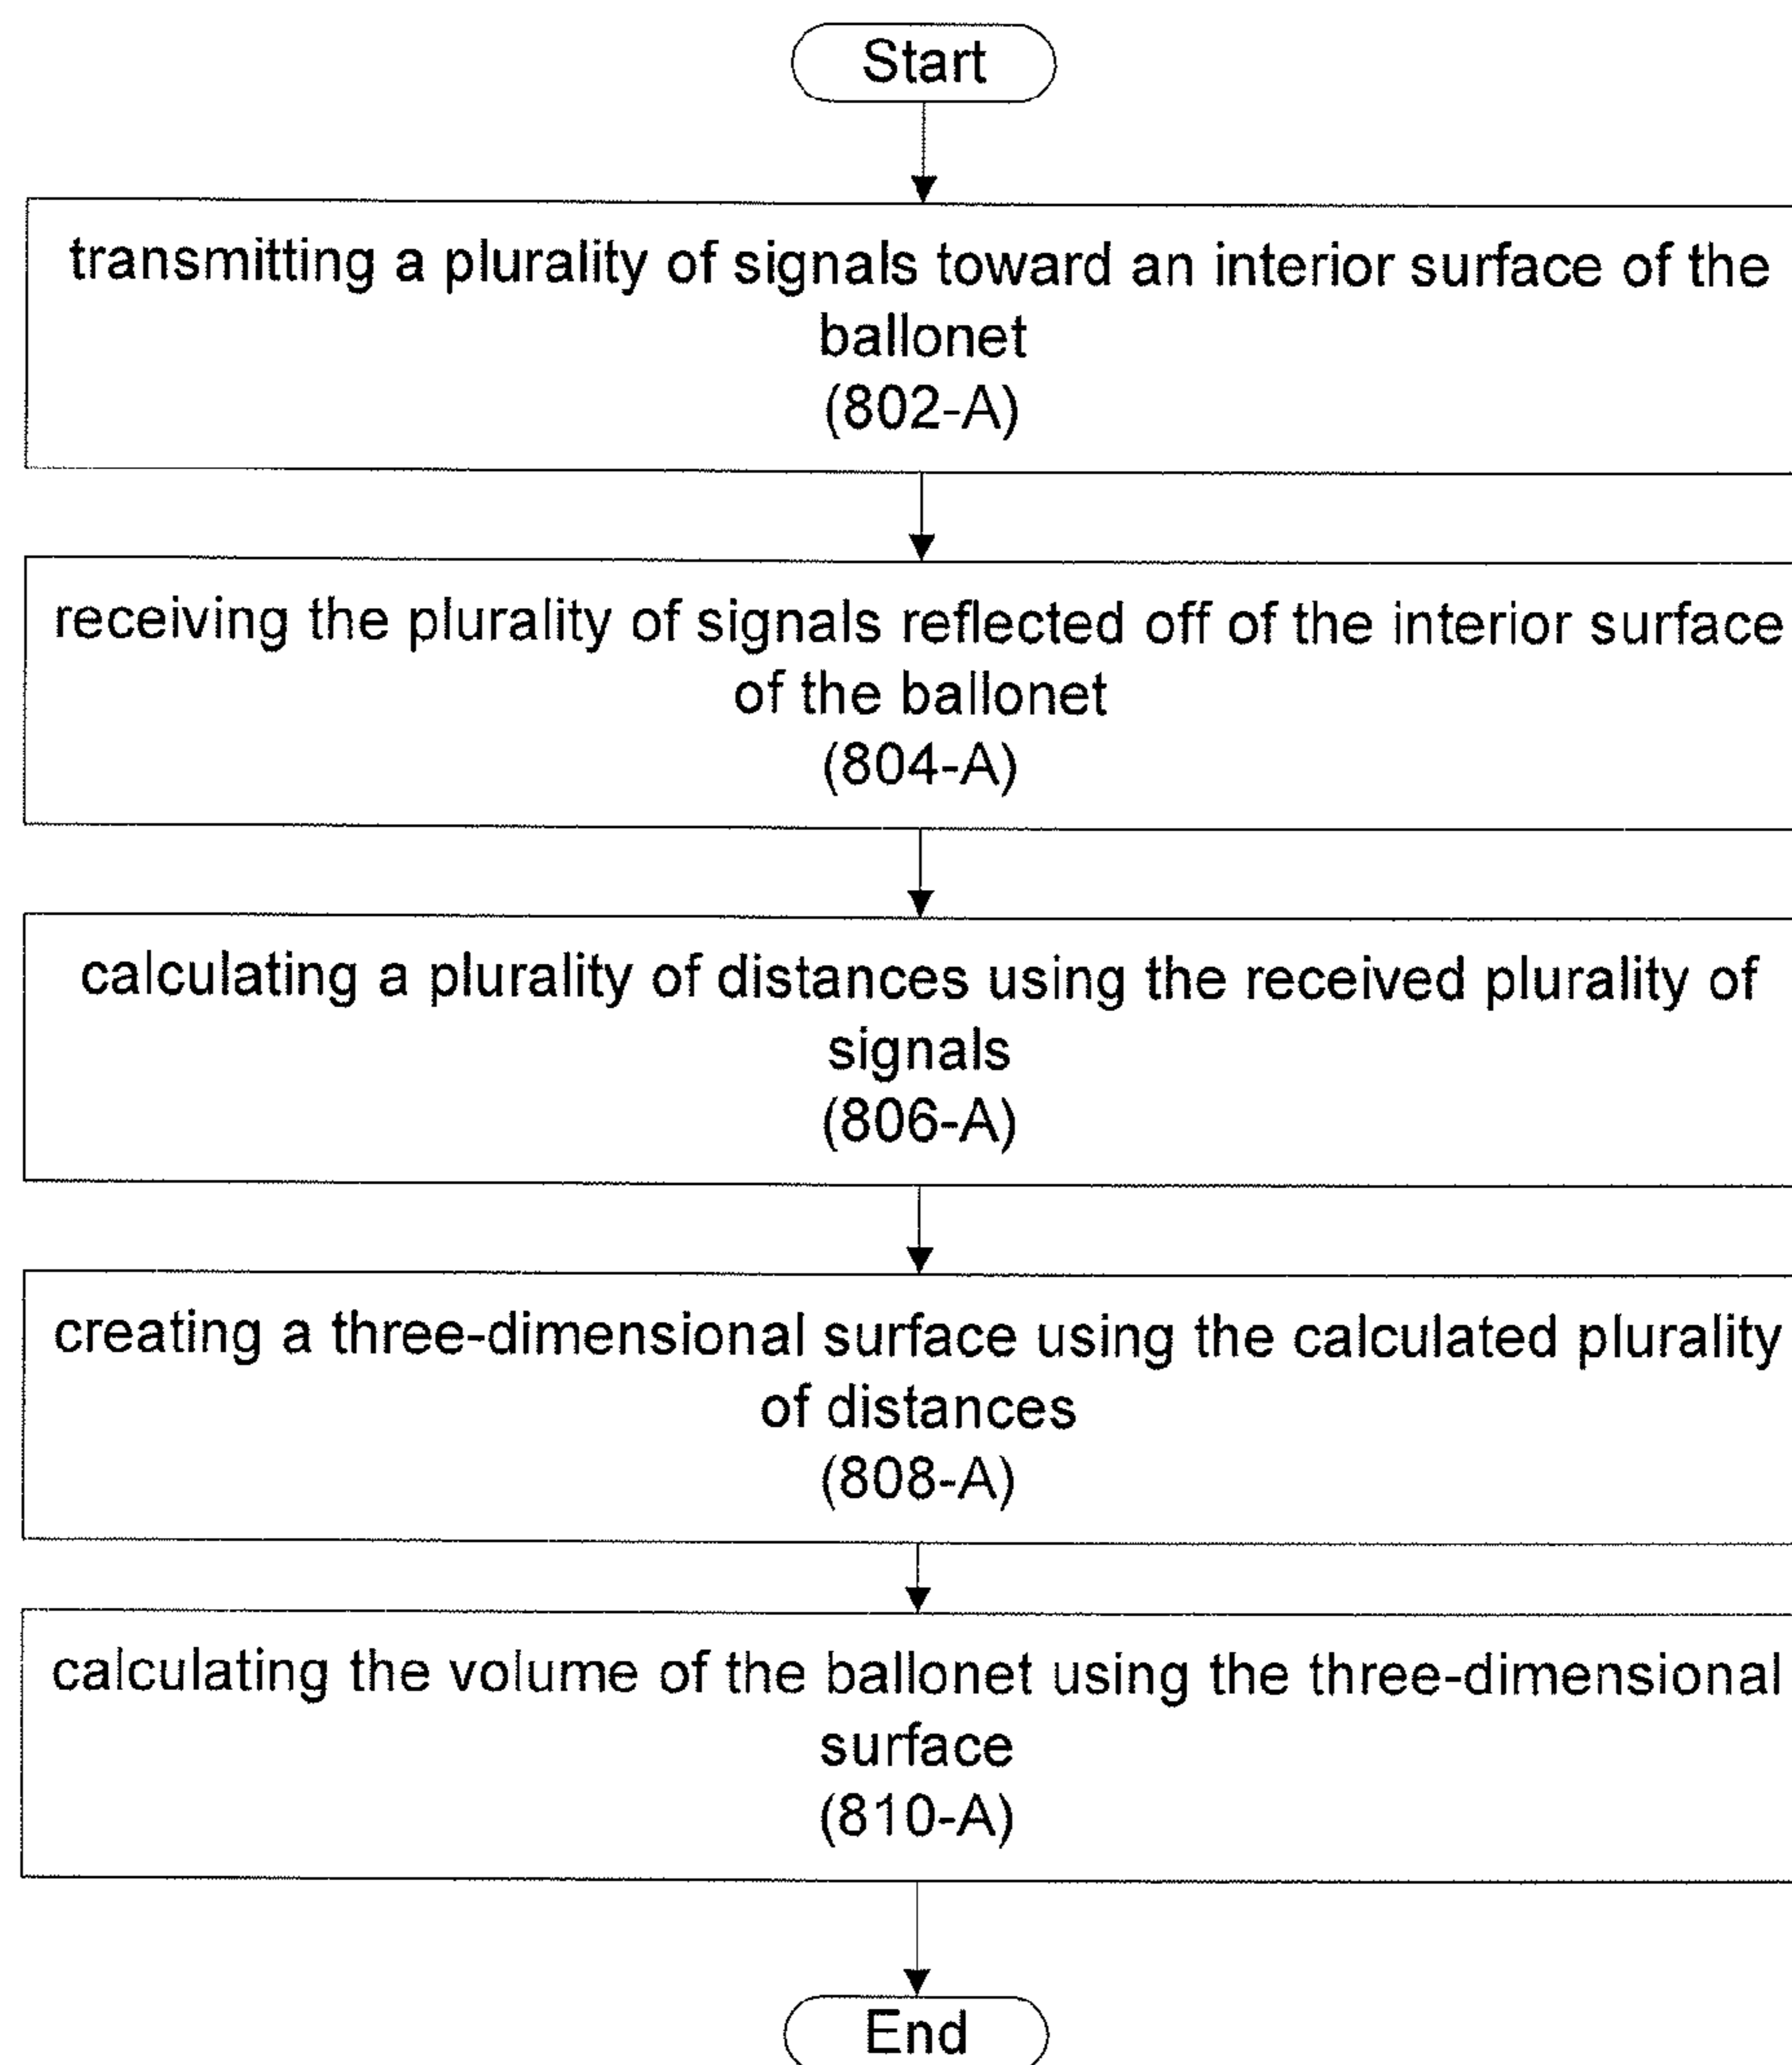 Start
transmitting a plurality of signals toward an interior surface of the
ballonet
(802-A)
receiving the plurality of signals reflected off of the interior surface
of the ballonet
(804-A)
calculating a plurality of distances using the received plurality of
signals
(806-A)
creating a three-dimensional surface using the calculated plurality
of distances
(808-A)
calculating the volume of the ballonet using the three-dimensional
surface
(810-A)
End